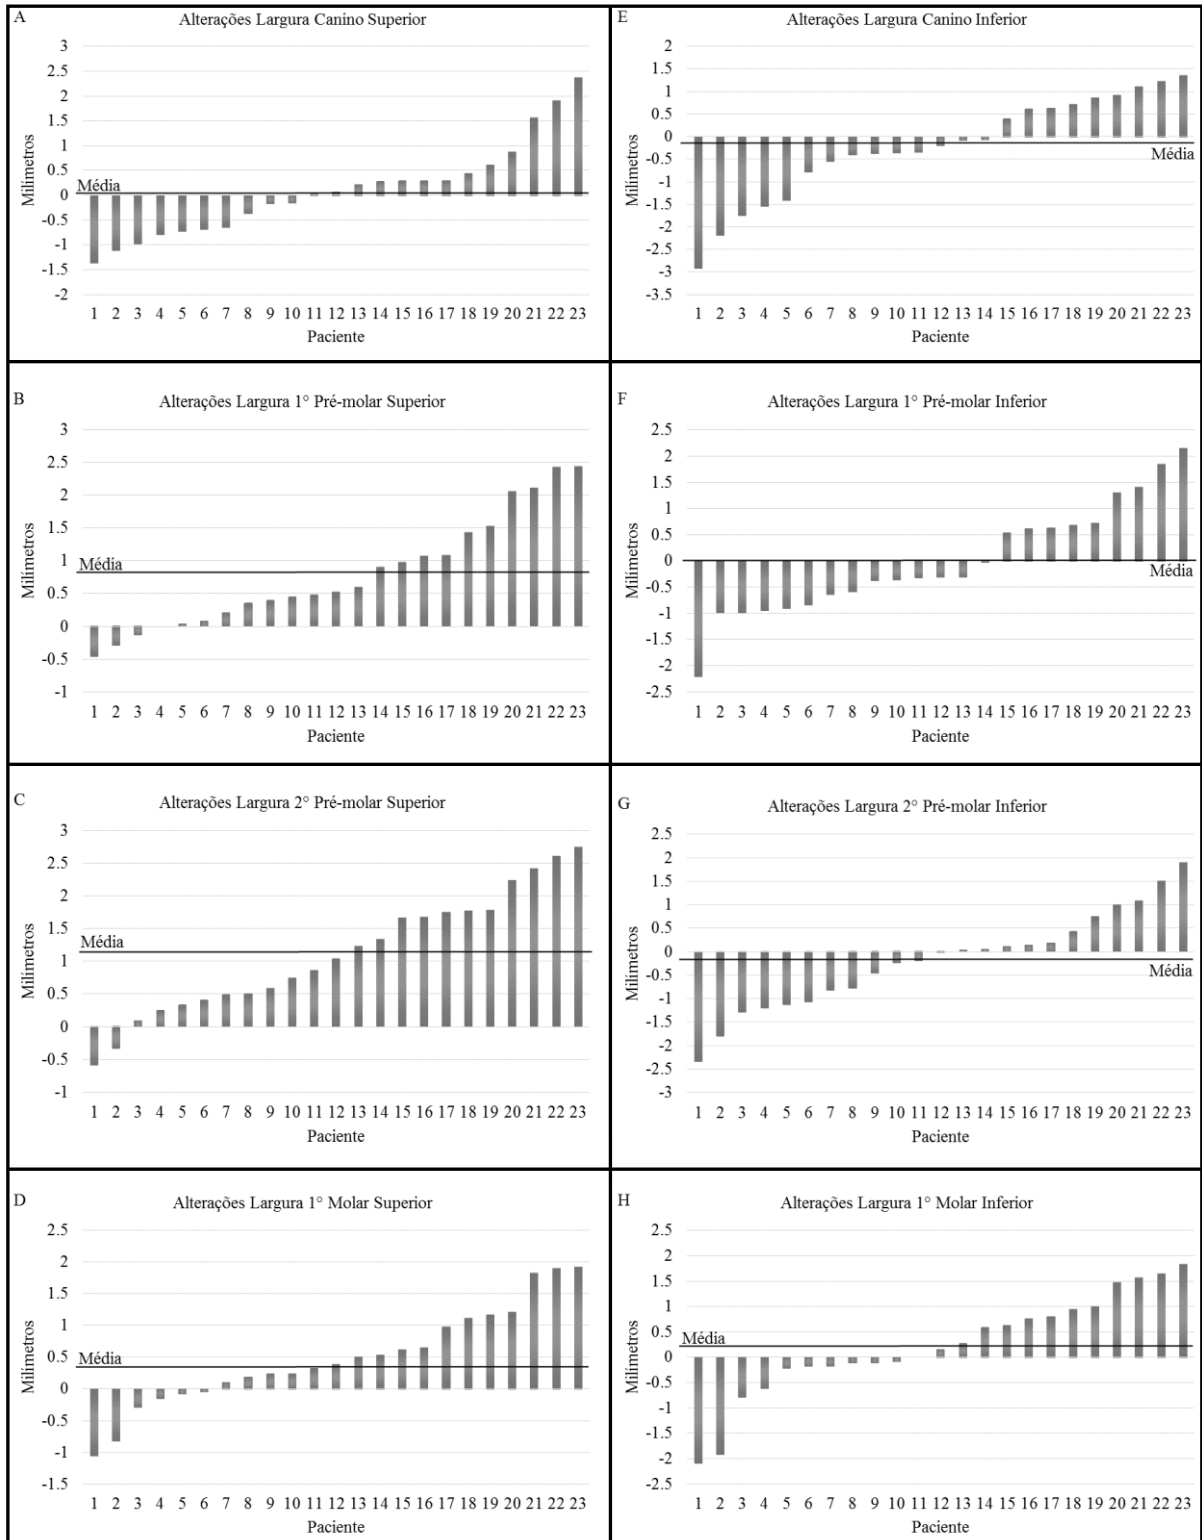 A
Alterações Largura Canino Superior
3
2.5
2
1.5
1
0.5
0
-0.5
-1
-1.5
-2
Milímetros
Média
1 2 3 4 5 6 7 8 9 10 11 12 13 14 15 16 17 18 19 20 21 22 23
Paciente
E
Alterações Largura Canino Inferior
2
1.5
1
0.5
0
-0.5
-1
-1.5
-2
-2.5
-3
-3.5
Milímetros
Média
1 2 3 4 5 6 7 8 9 10 11 12 13 14 15 16 17 18 19 20 21 22 23
Paciente
B
Alterações Largura 1° Pré-molar Superior
3
2.5
2
1.5
1
0.5
0
-0.5
-1
Milímetros
Média
1 2 3 4 5 6 7 8 9 10 11 12 13 14 15 16 17 18 19 20 21 22 23
Paciente
F
Alterações Largura 1° Pré-molar Inferior
2.5
2
1.5
1
0.5
0
-0.5
-1
-1.5
-2
-2.5
Milímetros
Média
1 2 3 4 5 6 7 8 9 10 11 12 13 14 15 16 17 18 19 20 21 22 23
Paciente
C
Alterações Largura 2° Pré-molar Superior
3
2.5
2
1.5
1
0.5
0
-0.5
-1
Milímetros
Média
1 2 3 4 5 6 7 8 9 10 11 12 13 14 15 16 17 18 19 20 21 22 23
Paciente
G
Alterações Largura 2° Pré-molar Inferior
2.5
2
1.5
1
0.5
0
-0.5
-1
-1.5
-2
-2.5
-3
Milímetros
Média
1 2 3 4 5 6 7 8 9 10 11 12 13 14 15 16 17 18 19 20 21 22 23
Paciente
D
Alterações Largura 1° Molar Superior
2.5
2
1.5
1
0.5
0
-0.5
-1
-1.5
Milímetros
Média
1 2 3 4 5 6 7 8 9 10 11 12 13 14 15 16 17 18 19 20 21 22 23
Paciente
H
Alterações Largura 1° Molar Inferior
2.5
2
1.5
1
0.5
0
-0.5
-1
-1.5
-2
-2.5
Milímetros
Média
1 2 3 4 5 6 7 8 9 10 11 12 13 14 15 16 17 18 19 20 21 22 23
Paciente